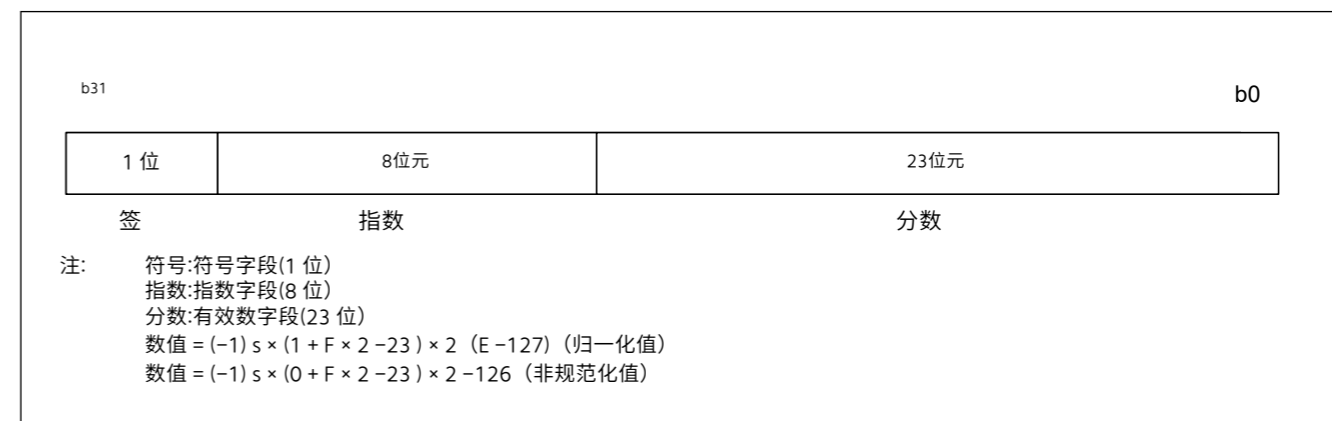 b31 b0
1 位 8位元 23位元
签 指数 分数
注: 符号:符号字段(1 位)
指数:指数字段(8 位)
分数:有效数字段(23 位)
数值 = (−1) s × (1 + F × 2 −23 ) × 2（E −127)（归一化值）
数值 = (−1) s × (0 + F × 2 −23 ) × 2 −126（非规范化值）